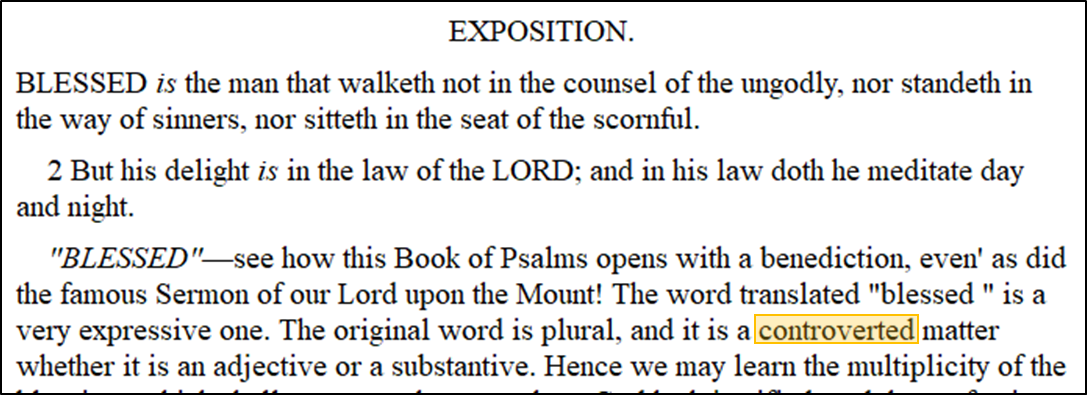 EXPOSITION.
BLESSED is the man that walketh not in the counsel of the ungodly, nor standeth in
the way of sinners, nor sitteth in the seat of the scornful.
2 But his delight is in the law of the LORD; and in his law doth he meditate day
and night.
"BLESSED"—see how this Book of Psalms opens with a benediction, even' as did
the famous Sermon of our Lord upon the Mount! The word translated "blessed " is a
very expressive one. The original word is plural, and it is a controverted matter
whether it is an adjective or a substantive. Hence we may learn the multiplicity of the